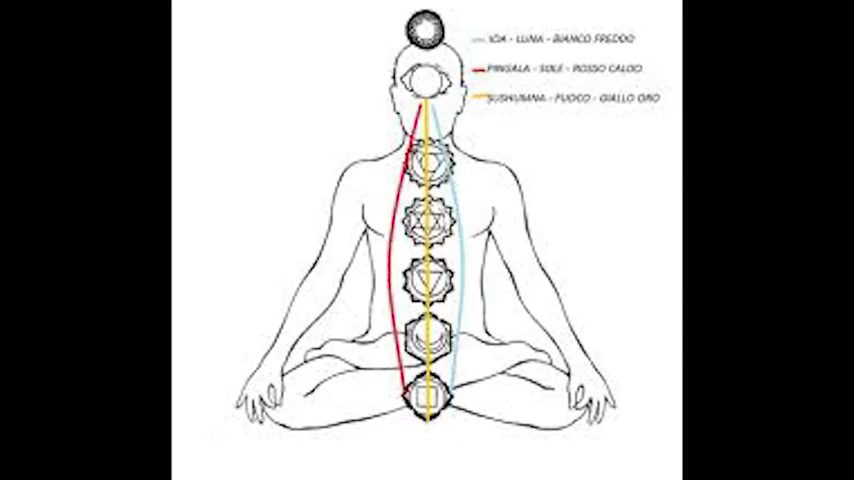 IDA - LUNA - BIANCO FREDDO
PINGALA - SOLE - ROSSO CALDO
SUSHUMNA - FUOCO - GIALLO ORO